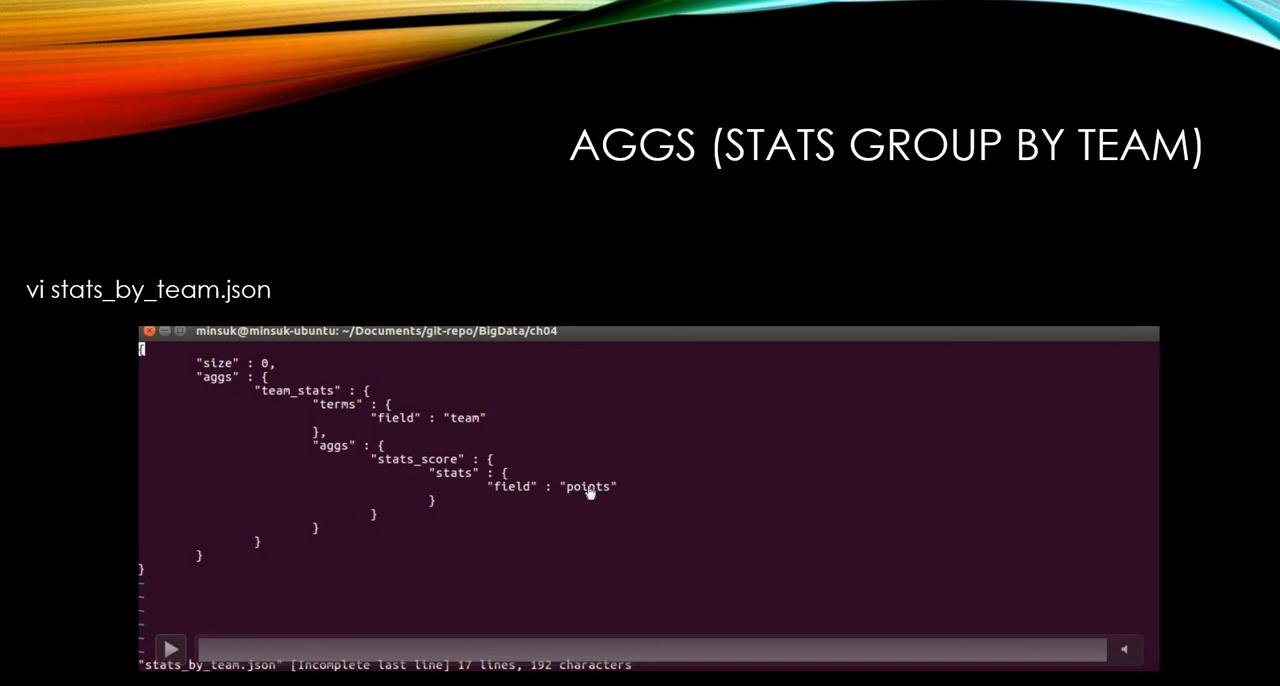 AGGS (STATS GROUP BY TEAM)
vi stats_by_team.json
minsuk@minsuk-ubuntu: ~/Documents/git-repo/BigData/ch04
{
"size" : 0,
"aggs" : {
"team_stats" : {
"terms" : {
"field" : "team"
},
"aggs" : {
"stats_score" : {
"stats" : {
"field" : "points"
}
}
}
}
}
}
~
~
~
~
~
~
"stats_by_team.json" [Incomplete last line] 17 lines, 192 characters